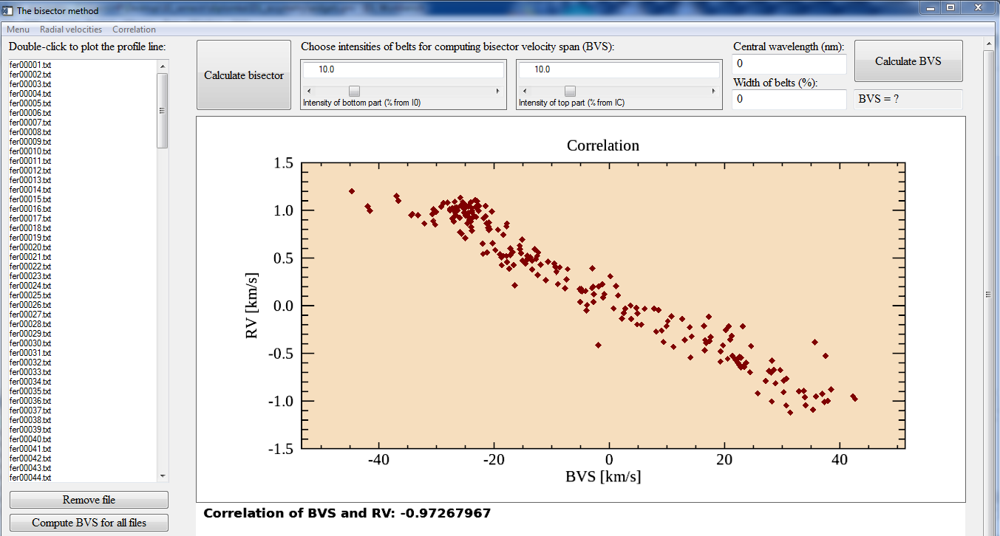 The bisector method
Menu Radial velocities Correlation
Double-click to plot the profile line:
fer00001.txt
fer00002.txt
fer00003.txt
fer00004.txt
fer00005.txt
fer00006.txt
fer00007.txt
fer00008.txt
fer00009.txt
fer00010.txt
fer00011.txt
fer00012.txt
fer00013.txt
fer00014.txt
fer00015.txt
fer00016.txt
fer00017.txt
fer00018.txt
fer00019.txt
fer00020.txt
fer00021.txt
fer00022.txt
fer00023.txt
fer00024.txt
fer00025.txt
fer00026.txt
fer00027.txt
fer00028.txt
fer00029.txt
fer00030.txt
fer00031.txt
fer00032.txt
fer00033.txt
fer00034.txt
fer00035.txt
fer00036.txt
fer00037.txt
fer00038.txt
fer00039.txt
fer00040.txt
fer00041.txt
fer00042.txt
fer00043.txt
fer00044.txt
Remove file
Compute BVS for all files
Calculate bisector
Choose intensities of belts for computing bisector velocity span (BVS):
10.0
Intensity of bottom part (% from I0)
10.0
Intensity of top part (% from IC)
Central wavelength (nm):
0
Width of belts (%):
0
Calculate BVS
BVS = ?
Correlation
1.5
1.0
0.5
0.0
-0.5
-1.0
-1.5
RV [km/s]
-40 -20 0 20 40
BVS [km/s]
Correlation of BVS and RV: -0.97267967